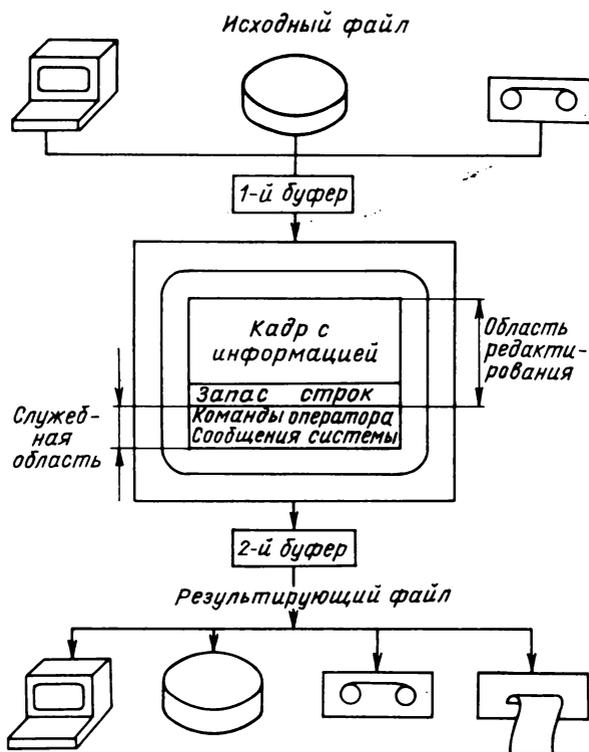 Исходный файл
1-й буфер
Кадр с
информацией
Область
редакти-
рования
Запас строк
Команды оператора
Сообщения системы
Служеб-
ная
область
2-й буфер
Результирующий файл